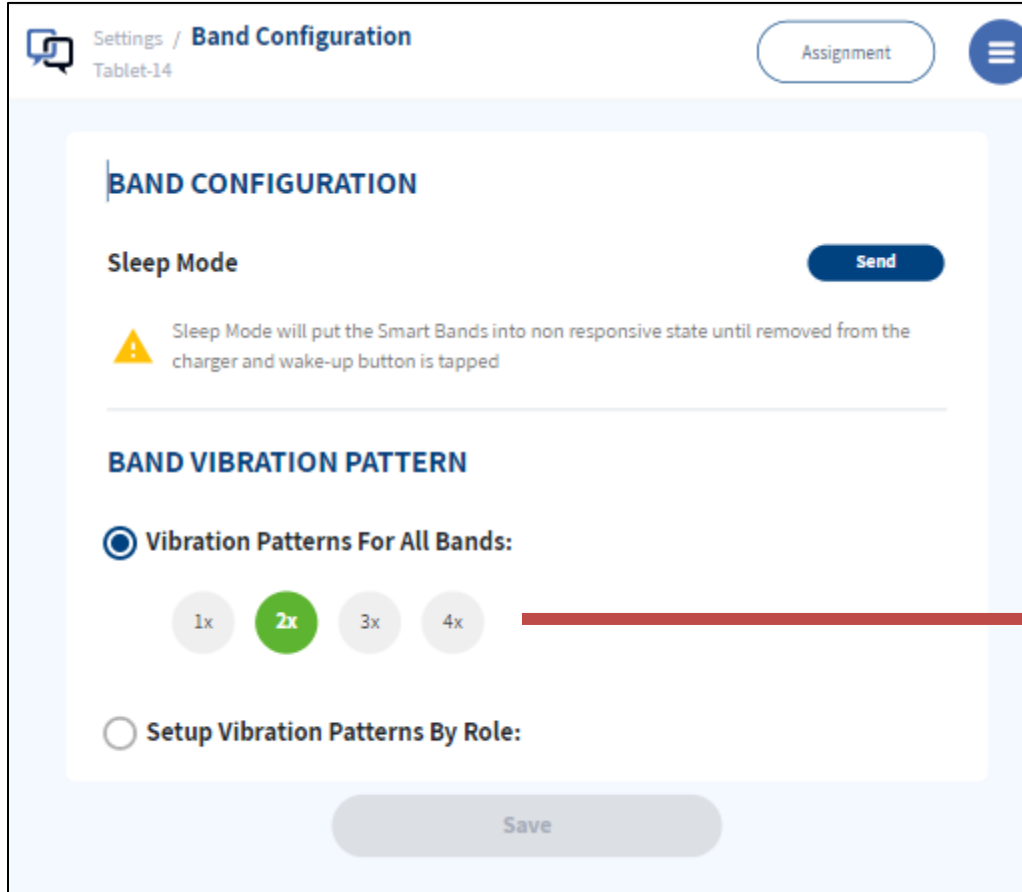 Settings / Band Configuration
Tablet-14
Assignment
BAND CONFIGURATION
Sleep Mode
Send
Sleep Mode will put the Smart Bands into non responsive state until removed from the
charger and wake-up button is tapped
BAND VIBRATION PATTERN
Vibration Patterns For All Bands:
1x 2x 3x 4x
Setup Vibration Patterns By Role:
Save